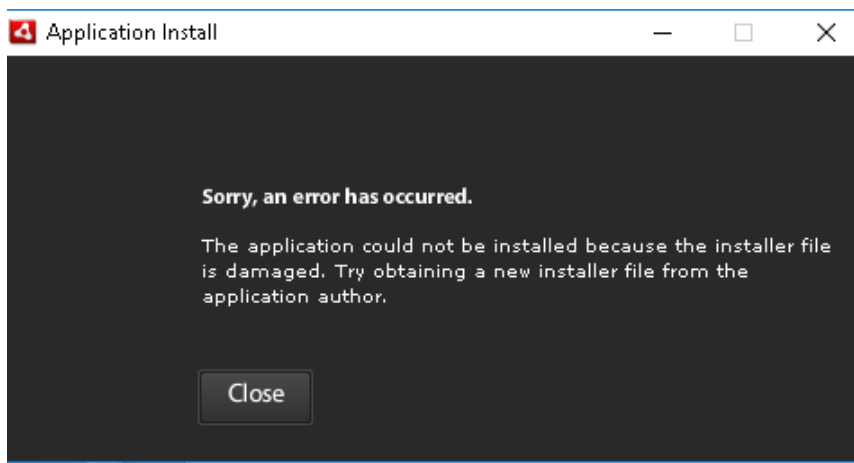 Application Install
Sorry, an error has occurred.
The application could not be installed because the installer file
is damaged. Try obtaining a new installer file from the
application author.
Close